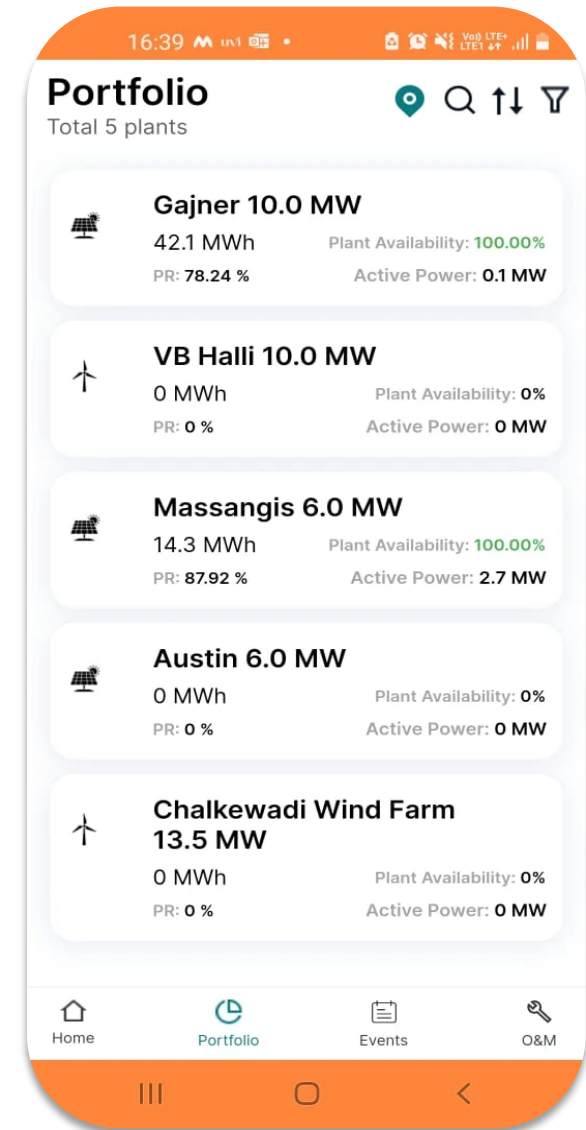 16:39
Portfolio
Total 5 plants
Gajner 10.0 MW
42.1 MWh Plant Availability: 100.00%
PR: 78.24 % Active Power: 0.1 MW
VB Halli 10.0 MW
0 MWh Plant Availability: 0%
PR: 0 % Active Power: 0 MW
Massangis 6.0 MW
14.3 MWh Plant Availability: 100.00%
PR: 87.92 % Active Power: 2.7 MW
Austin 6.0 MW
0 MWh Plant Availability: 0%
PR: 0 % Active Power: 0 MW
Chalkewadi Wind Farm
13.5 MW
0 MWh Plant Availability: 0%
PR: 0 % Active Power: 0 MW
Home Portfolio Events O&M